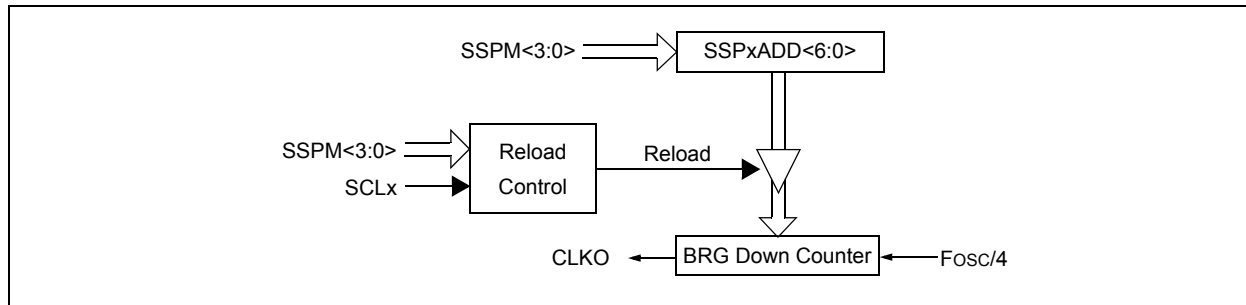 SSPM<3:0>
SSPxADD<6:0>
SSPM<3:0>
SCLx
Reload
Control
Reload
CLKO
BRG Down Counter
FOSC/4